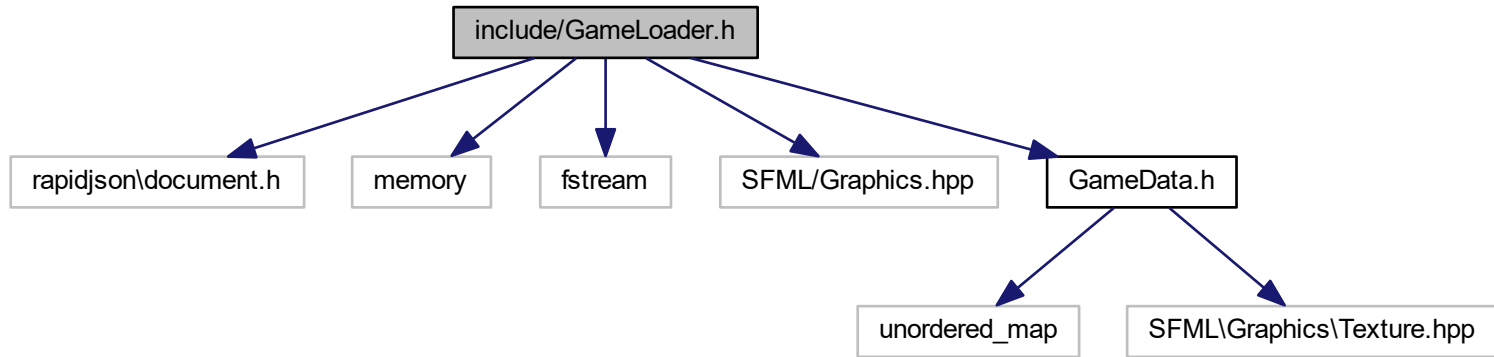 include/GameLoader.h
rapidjson\document.h
memory
fstream
SFML/Graphics.hpp
GameData.h
unordered_map
SFML\Graphics\Texture.hpp